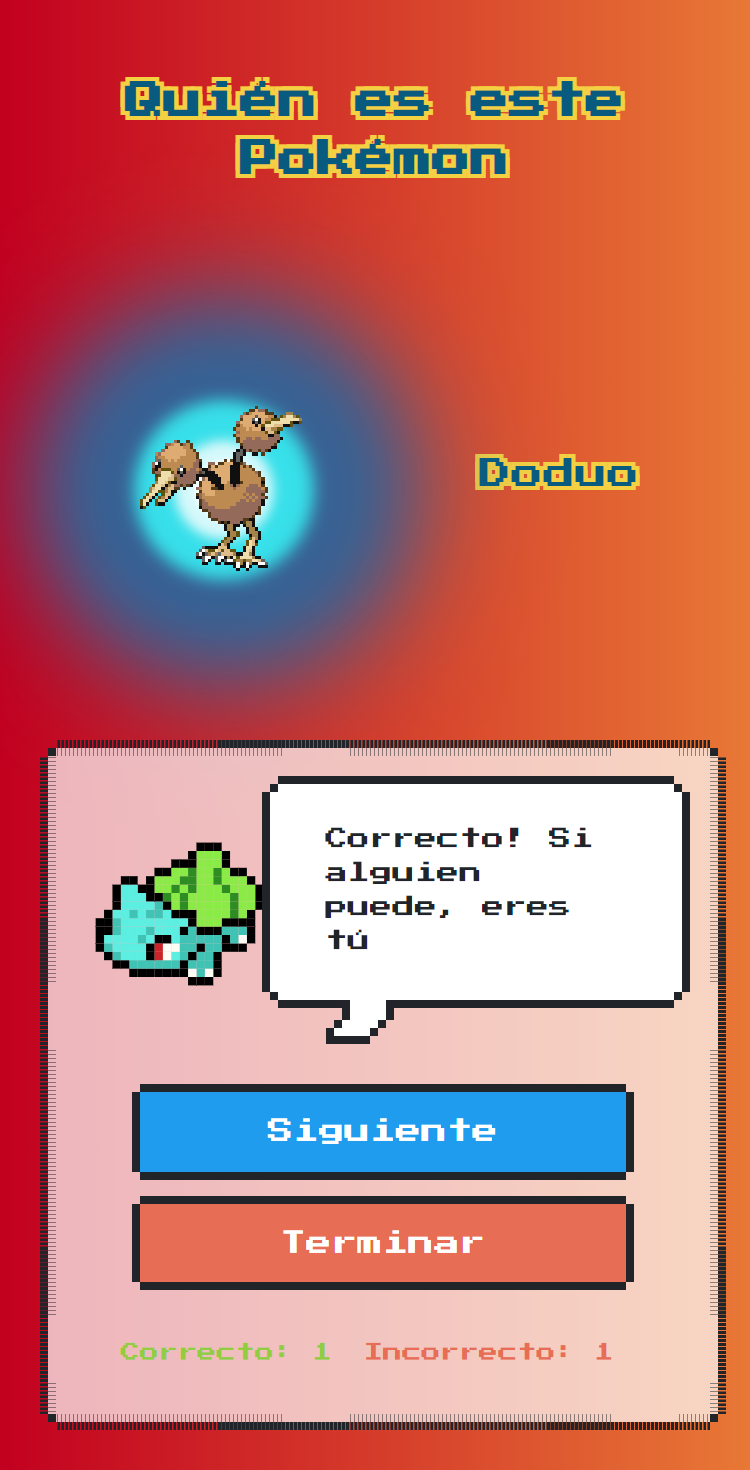 Quién es este
Pokémon
Doduo
Correcto! Si
alguien
puede, eres
tú
Siguiente
Terminar
Correcto: 1 Incorrecto: 1